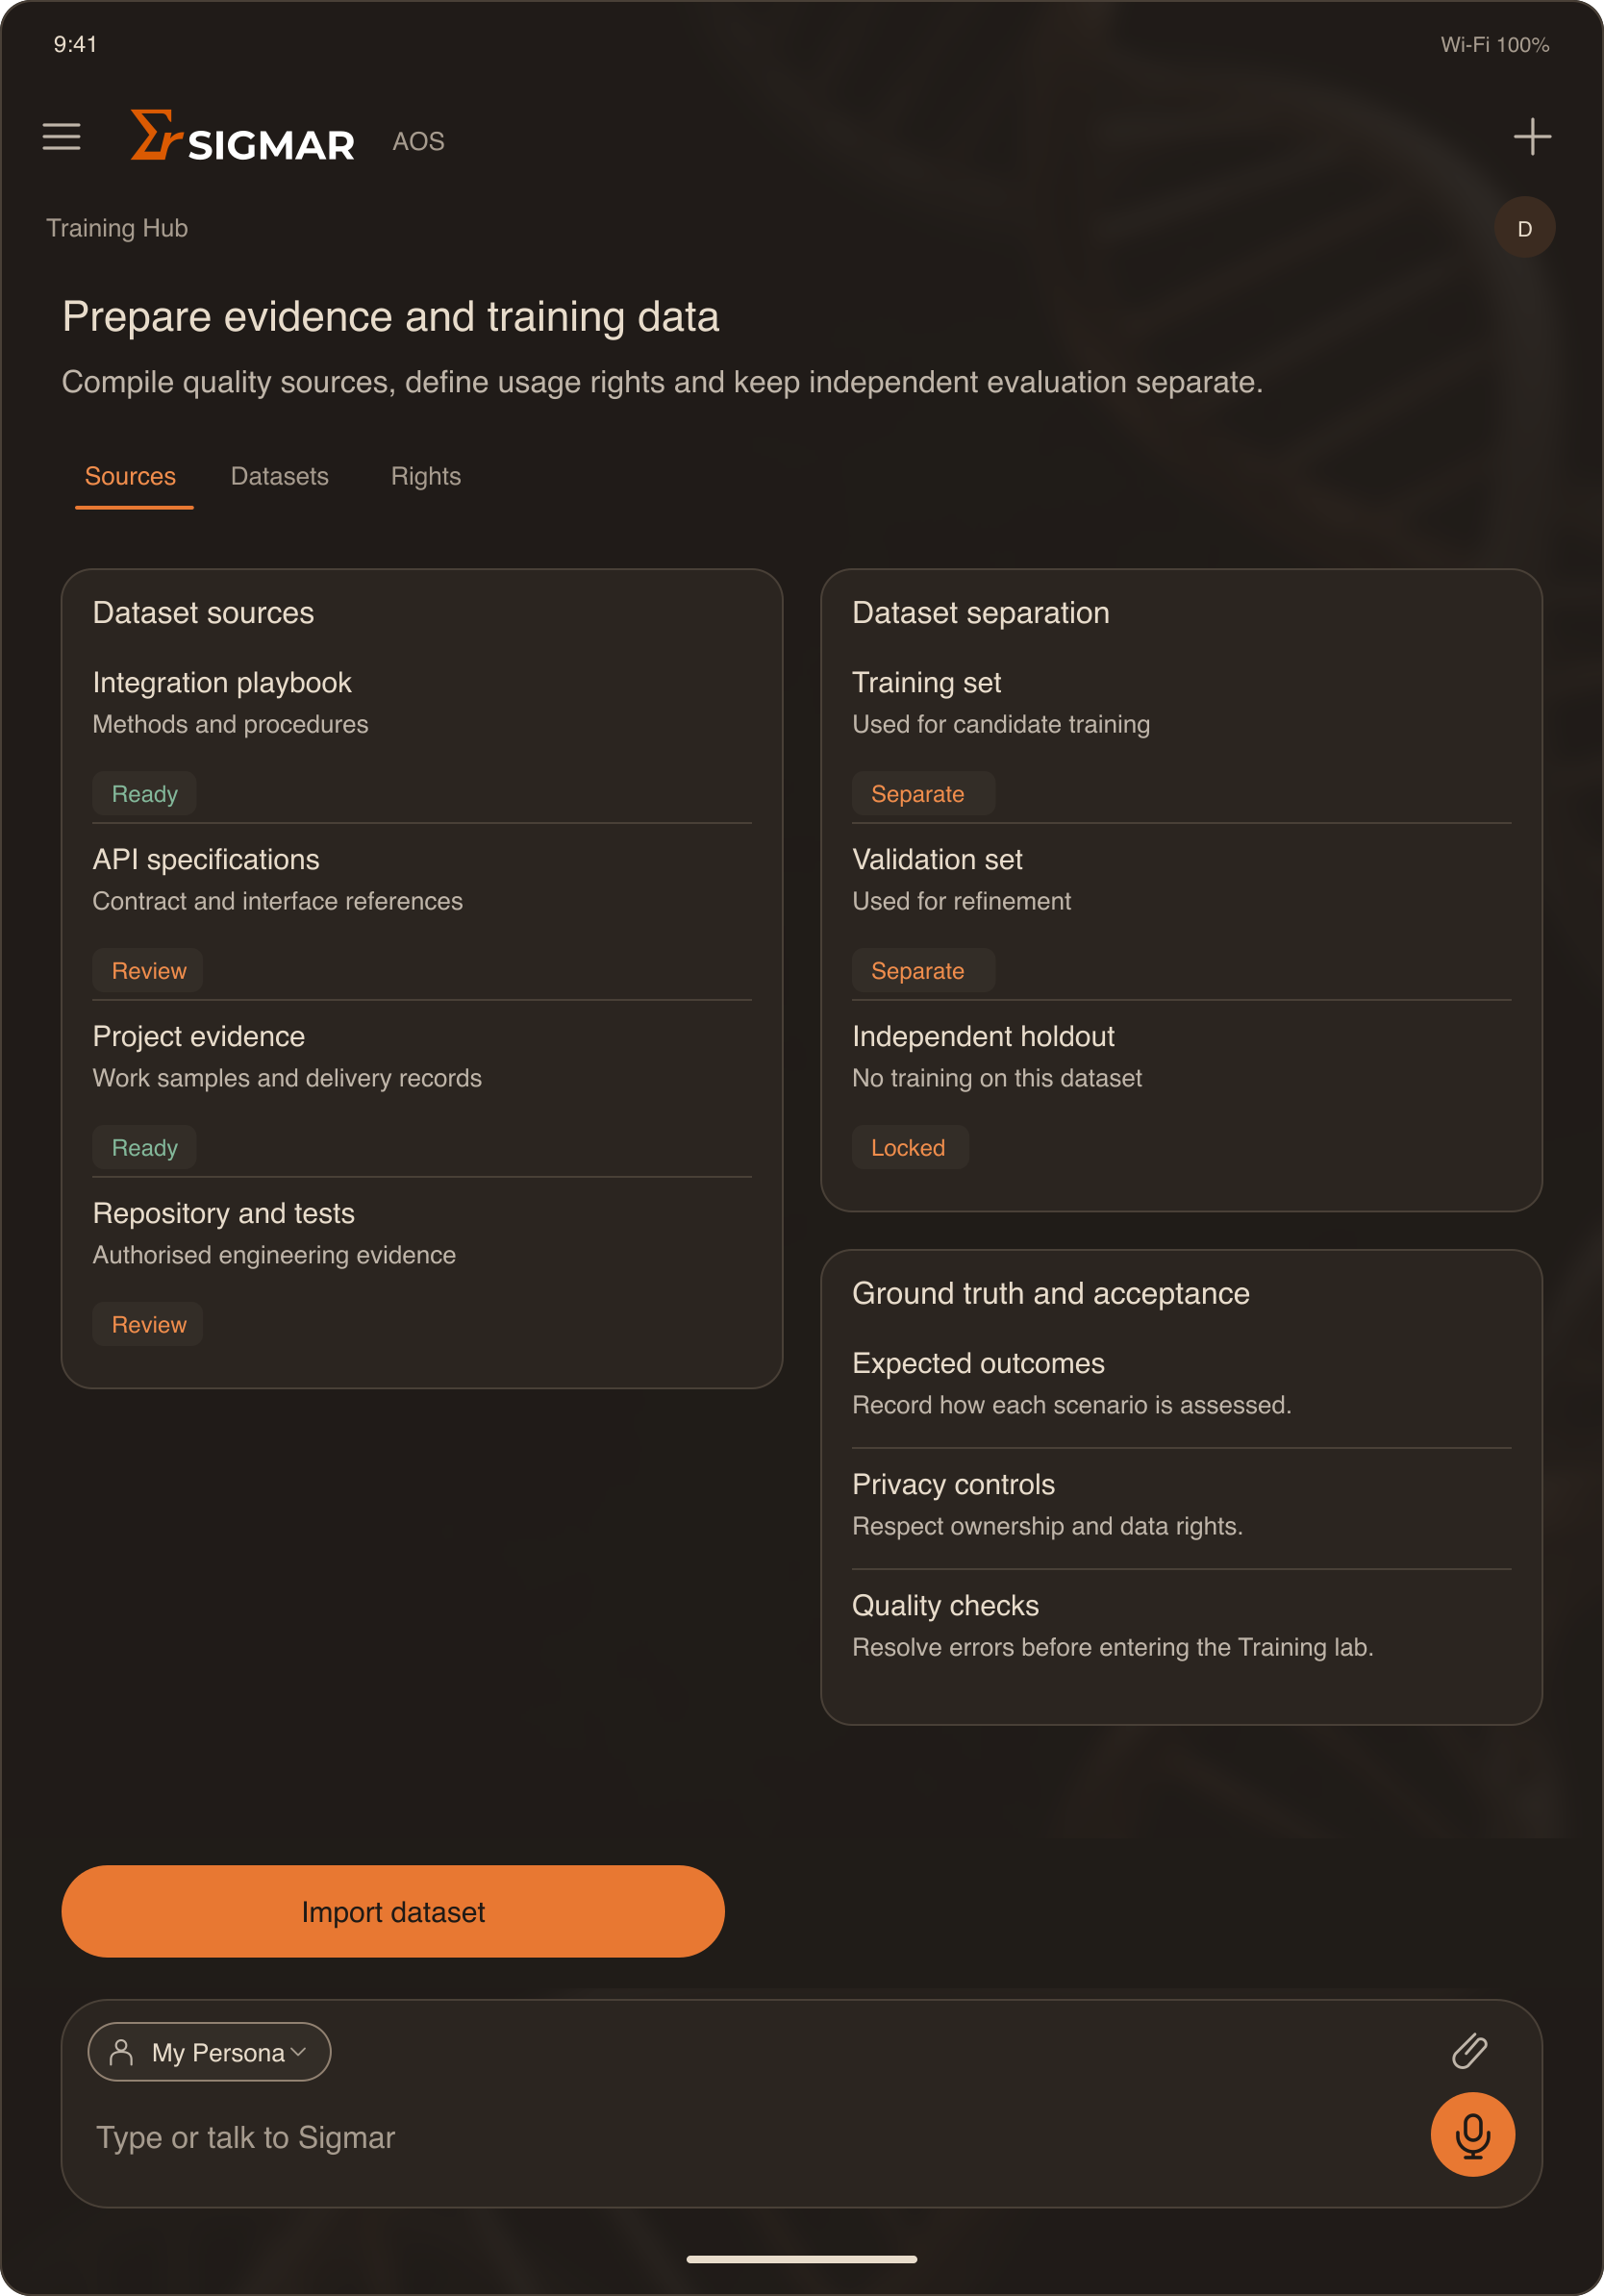 9:41
Wi-Fi 100%
Σr SIGMAR AOS
Training Hub
D
Prepare evidence and training data
Compile quality sources, define usage rights and keep independent evaluation separate.
Sources Datasets Rights
Dataset sources
Integration playbook
Methods and procedures
Ready
API specifications
Contract and interface references
Review
Project evidence
Work samples and delivery records
Ready
Repository and tests
Authorised engineering evidence
Review
Dataset separation
Training set
Used for candidate training
Separate
Validation set
Used for refinement
Separate
Independent holdout
No training on this dataset
Locked
Ground truth and acceptance
Expected outcomes
Record how each scenario is assessed.
Privacy controls
Respect ownership and data rights.
Quality checks
Resolve errors before entering the Training lab.
Import dataset
My Persona
Type or talk to Sigmar